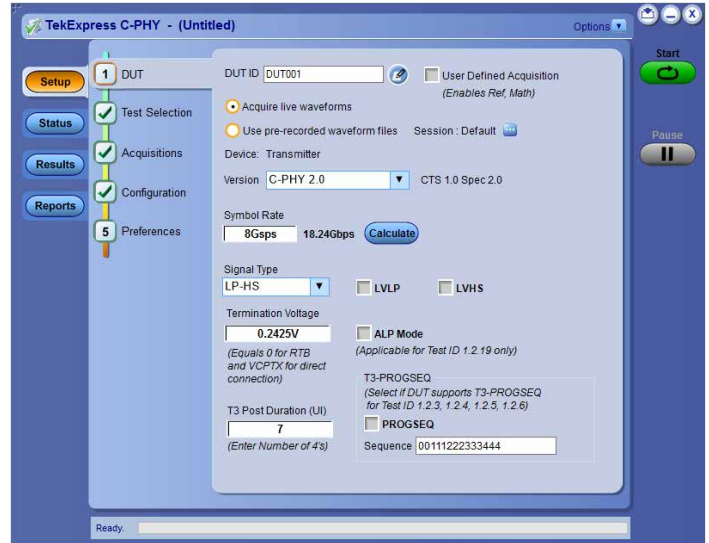 TekExpress C-PHY - (Untitled)
Options
Setup
Status
Results
Reports
1 DUT
Test Selection
Acquisitions
Configuration
5 Preferences
DUT ID DUT001
User Defined Acquisition
(Enables Ref, Math)
Acquire live waveforms
Use pre-recorded waveform files Session : Default
Device: Transmitter
Version C-PHY 2.0 CTS 1.0 Spec 2.0
Symbol Rate
8Gsps 18.24Gbps Calculate
Signal Type
LP-HS LVLP LVHS
Termination Voltage
0.2425V
(Equals 0 for RTB
and VCPTX for direct
connection)
ALP Mode
(Applicable for Test ID 1.2.19 only)
T3-PROGSEQ
(Select if DUT supports T3-PROGSEQ
for Test ID 1.2.3, 1.2.4, 1.2.5, 1.2.6)
PROGSEQ
Sequence 00111222333444
T3 Post Duration (UI)
7
(Enter Number of 4's)
Start
Pause
Ready.